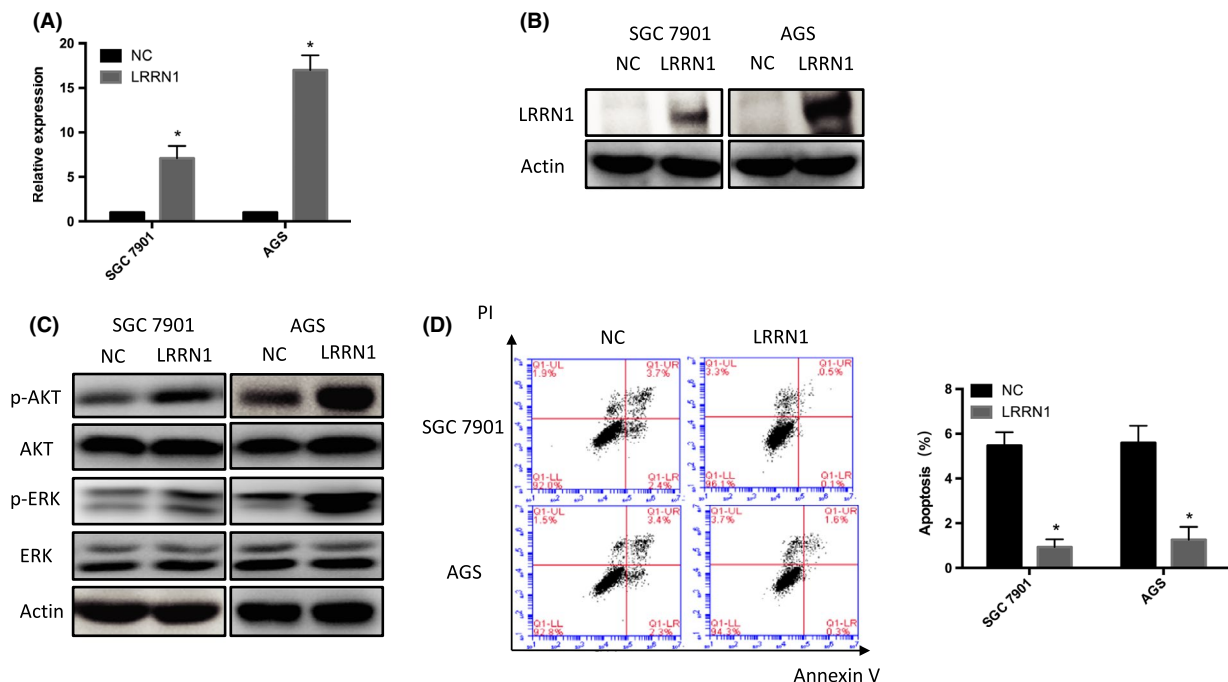 (A)
20
15
10
5
0
Relative expression
NC
LRRN1
*
*
SGC 7901
AGS
(B)
SGC 7901 AGS
NC LRRN1 NC LRRN1
LRRN1
Actin
(C)
SGC 7901 AGS
NC LRRN1 NC LRRN1
p-AKT
AKT
p-ERK
ERK
Actin
(D)
PI
NC LRRN1
SGC 7901
Q1-UL Q1-UR
1.9% 3.7%
Q1-LL Q1-LR
92.0% 2.4%
Q1-UL Q1-UR
3.3% 0.5%
Q1-LL Q1-LR
96.1% 0.1%
AGS
Q1-UL Q1-UR
1.5% 3.4%
Q1-LL Q1-LR
92.8% 2.3%
Q1-UL Q1-UR
3.7% 1.6%
Q1-LL Q1-LR
94.3% 0.3%
Annexin V
8
6
4
2
0
Apoptosis (%)
NC
LRRN1
*
*
SGC 7901
AGS